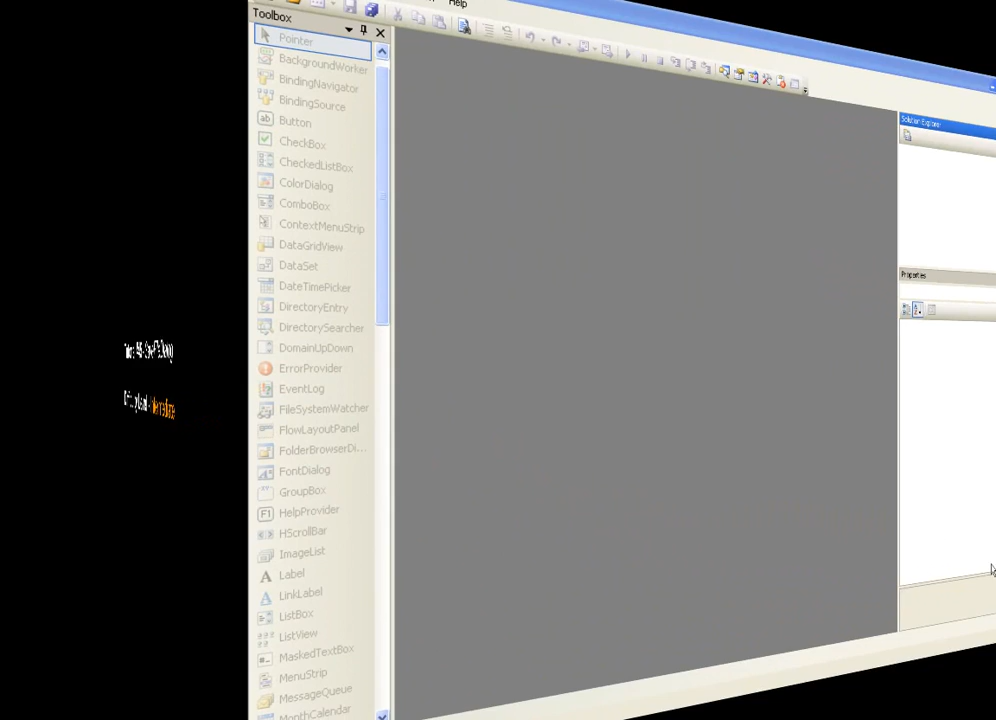 Help
Toolbox
Pointer
BackgroundWorker
BindingNavigator
BindingSource
Button
CheckBox
CheckedListBox
ColorDialog
ComboBox
ContextMenuStrip
DataGridView
DataSet
DateTimePicker
DirectoryEntry
DirectorySearcher
DomainUpDown
ErrorProvider
EventLog
FileSystemWatcher
FlowLayoutPanel
FolderBrowserDi...
FontDialog
GroupBox
HelpProvider
HScrollBar
ImageList
Label
LinkLabel
ListBox
ListView
MaskedTextBox
MenuStrip
MessageQueue
MonthCalendar
Solution Explorer
Properties